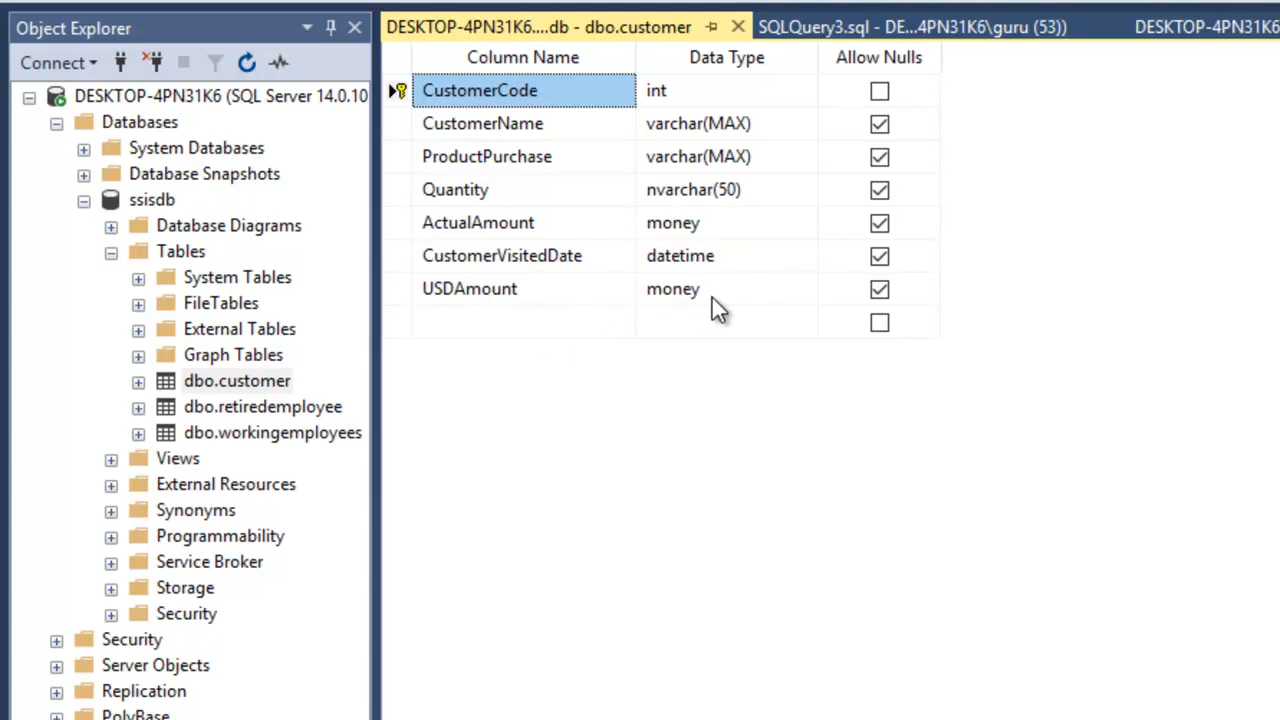 Object Explorer
Connect
DESKTOP-4PN31K6 (SQL Server 14.0.10
Databases
System Databases
Database Snapshots
ssisdb
Database Diagrams
Tables
System Tables
FileTables
External Tables
Graph Tables
dbo.customer
dbo.retiredemployee
dbo.workingemployees
Views
External Resources
Synonyms
Programmability
Service Broker
Storage
Security
Security
Server Objects
Replication
PolyBase
DESKTOP-4PN31K6....db - dbo.customer
SQLQuery3.sql - DE...4PN31K6\guru (53))
DESKTOP-4PN31K6
Column Name Data Type Allow Nulls
CustomerCode int
CustomerName varchar(MAX)
ProductPurchase varchar(MAX)
Quantity nvarchar(50)
ActualAmount money
CustomerVisitedDate datetime
USDAmount money